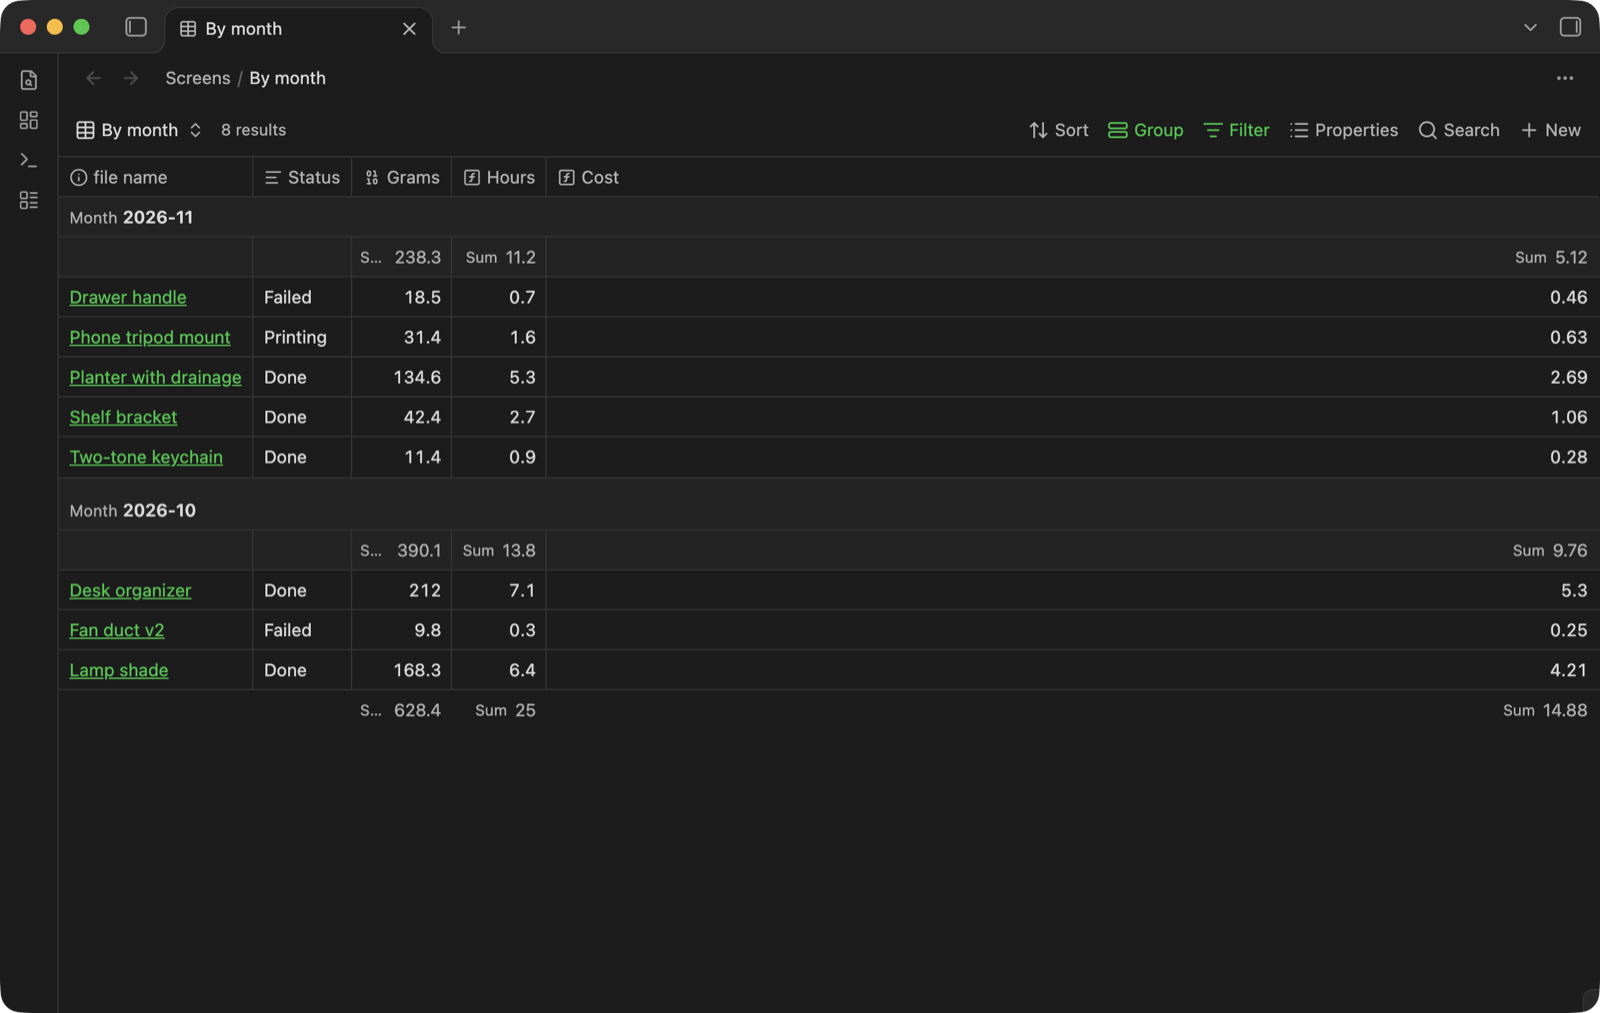 By month
Screens / By month
By month 8 results Sort Group Filter Properties Search New
file name Status Grams Hours Cost
Month 2026-11
S... 238.3 Sum 11.2 Sum 5.12
Drawer handle Failed 18.5 0.7 0.46
Phone tripod mount Printing 31.4 1.6 0.63
Planter with drainage Done 134.6 5.3 2.69
Shelf bracket Done 42.4 2.7 1.06
Two-tone keychain Done 11.4 0.9 0.28
Month 2026-10
S... 390.1 Sum 13.8 Sum 9.76
Desk organizer Done 212 7.1 5.3
Fan duct v2 Failed 9.8 0.3 0.25
Lamp shade Done 168.3 6.4 4.21
S... 628.4 Sum 25 Sum 14.88